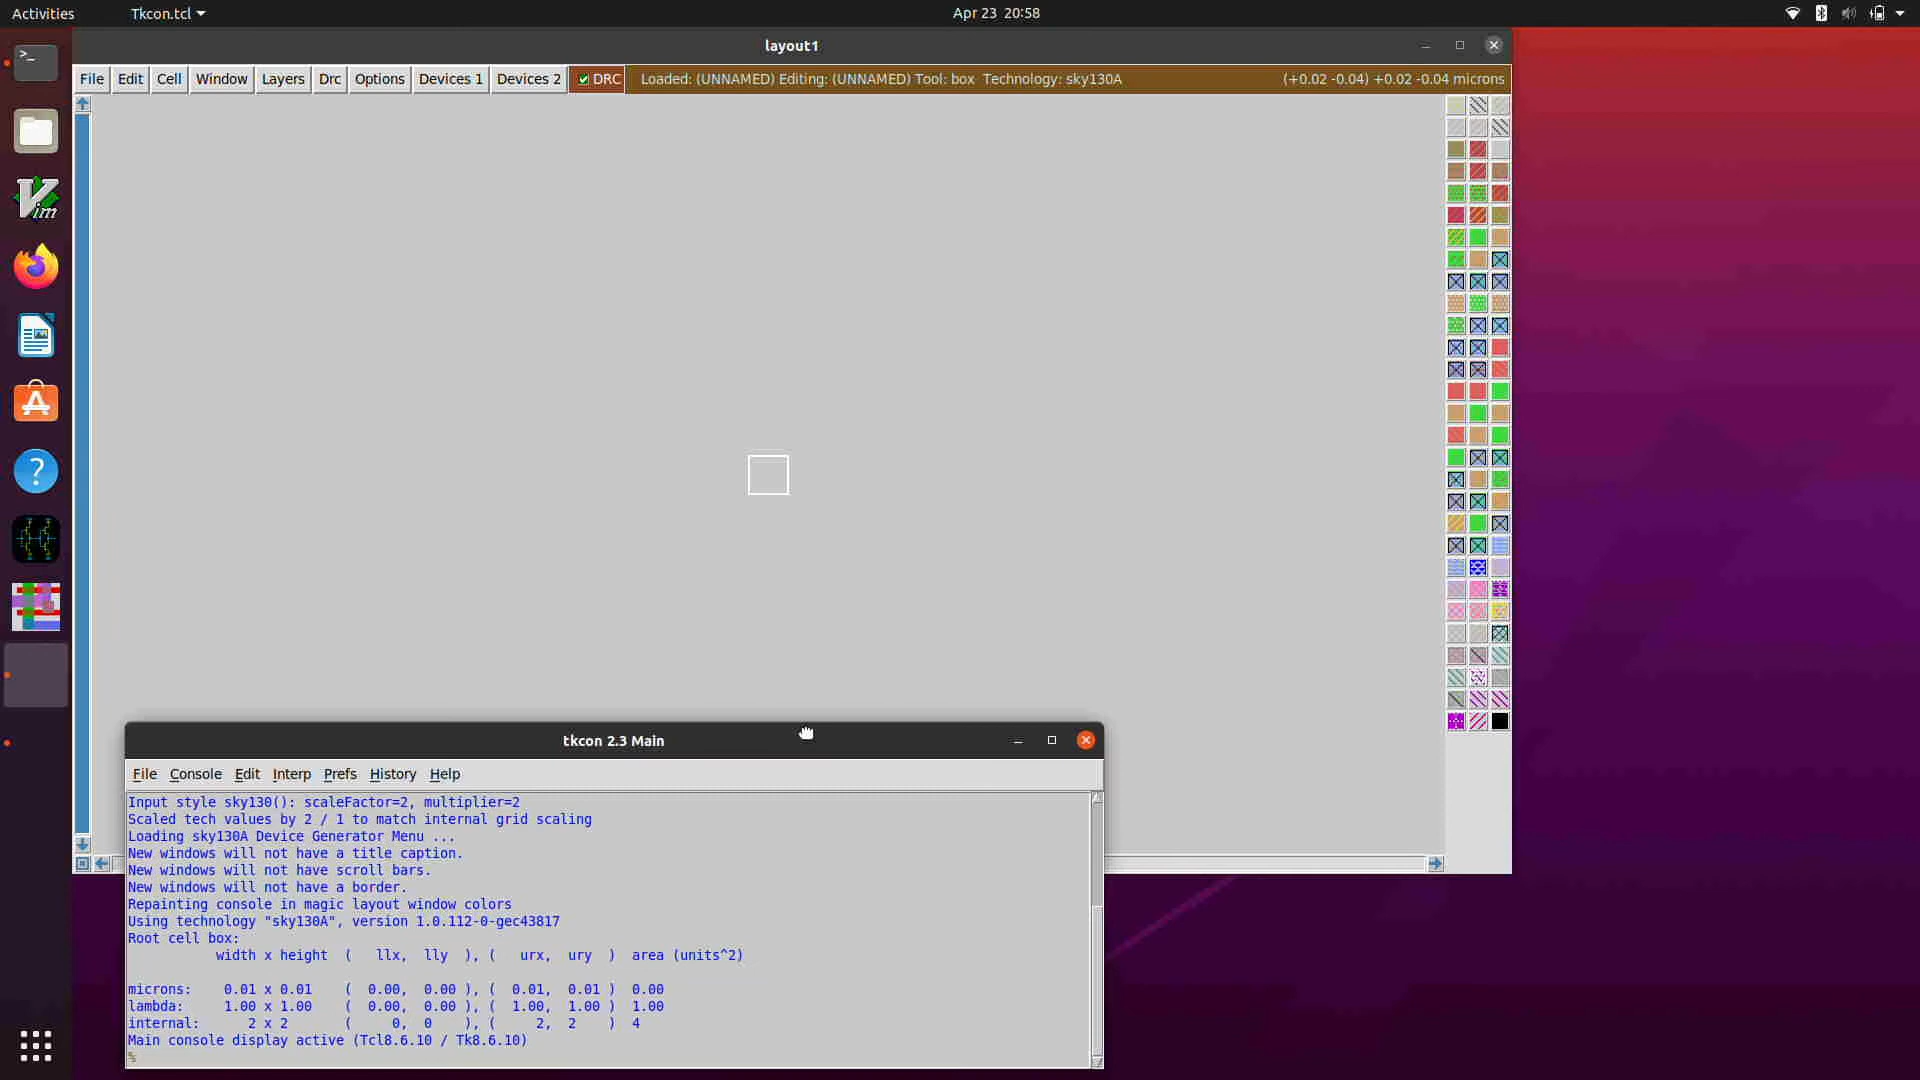 Activities
Tkcon.tcl
Apr 23 20:58
layout1
File Edit Cell Window Layers Drc Options Devices 1 Devices 2 DRC Loaded: (UNNAMED) Editing: (UNNAMED) Tool: box Technology: sky130A (+0.02 -0.04) +0.02 -0.04 microns
tkcon 2.3 Main
File Console Edit Interp Prefs History Help
Input style sky130(): scaleFactor=2, multiplier=2
Scaled tech values by 2 / 1 to match internal grid scaling
Loading sky130A Device Generator Menu ...
New windows will not have a title caption.
New windows will not have scroll bars.
New windows will not have a border.
Repainting console in magic layout window colors
Using technology "sky130A", version 1.0.112-0-gec43817
Root cell box:
width x height ( llx, lly ), ( urx, ury ) area (units^2)
microns: 0.01 x 0.01 ( 0.00, 0.00 ), ( 0.01, 0.01 ) 0.00
lambda: 1.00 x 1.00 ( 0.00, 0.00 ), ( 1.00, 1.00 ) 1.00
internal: 2 x 2 ( 0, 0 ), ( 2, 2 ) 4
Main console display active (Tcl8.6.10 / Tk8.6.10)
%